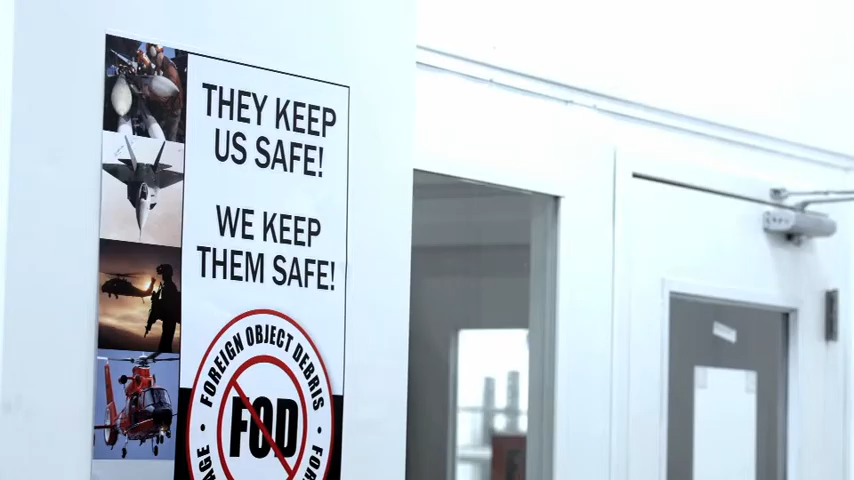 THEY KEEP
US SAFE!
WE KEEP
THEM SAFE!
FOREIGN OBJECT DEBRIS
FOD